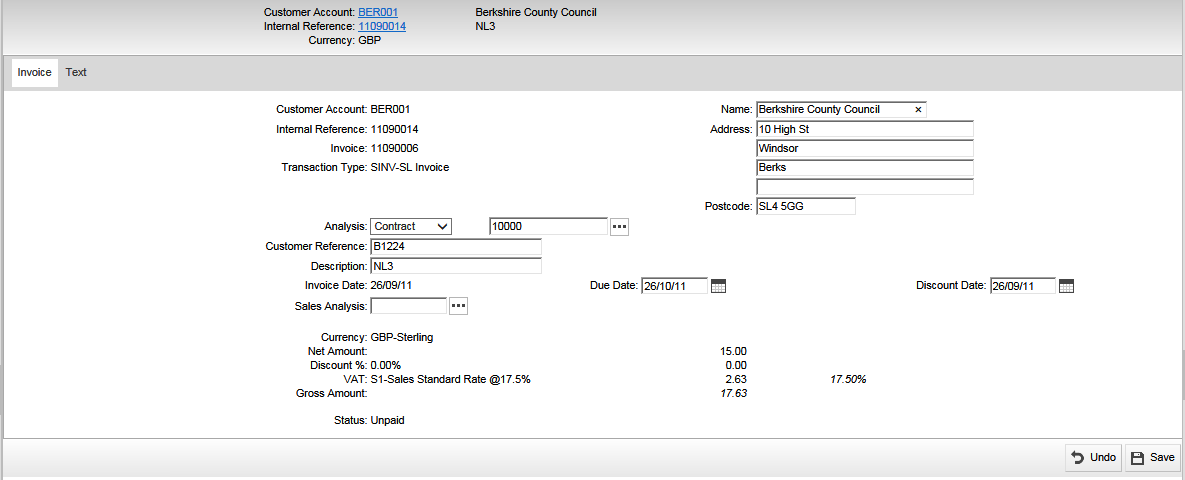 Customer Account: BER001 Berkshire County Council
Internal Reference: 11090014 NL3
Currency: GBP
Invoice Text
Customer Account: BER001 Name: Berkshire County Council ×
Internal Reference: 11090014 Address: 10 High St
Invoice: 11090006 Windsor
Transaction Type: SINV-SL Invoice Berks
Postcode: SL4 5GG
Analysis: Contract 10000
Customer Reference: B1224
Description: NL3
Invoice Date: 26/09/11 Due Date: 26/10/11 Discount Date: 26/09/11
Sales Analysis:
Currency: GBP-Sterling
Net Amount: 15.00
Discount %: 0.00% 0.00
VAT: S1-Sales Standard Rate @17.5% 2.63 17.50%
Gross Amount: 17.63
Status: Unpaid
Undo Save